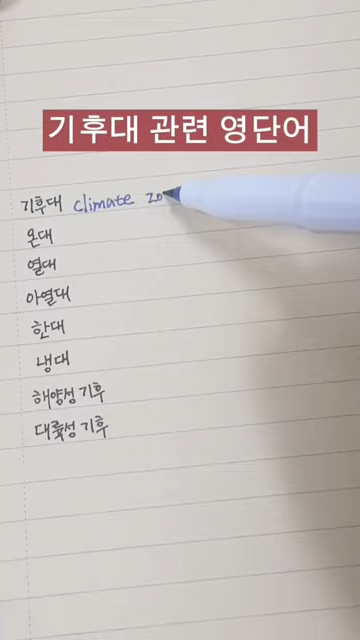 기후대 관련 영단어
기후대 climate zo
온대
열대
아열대
한대
냉대
해양성 기후
대륙성 기후